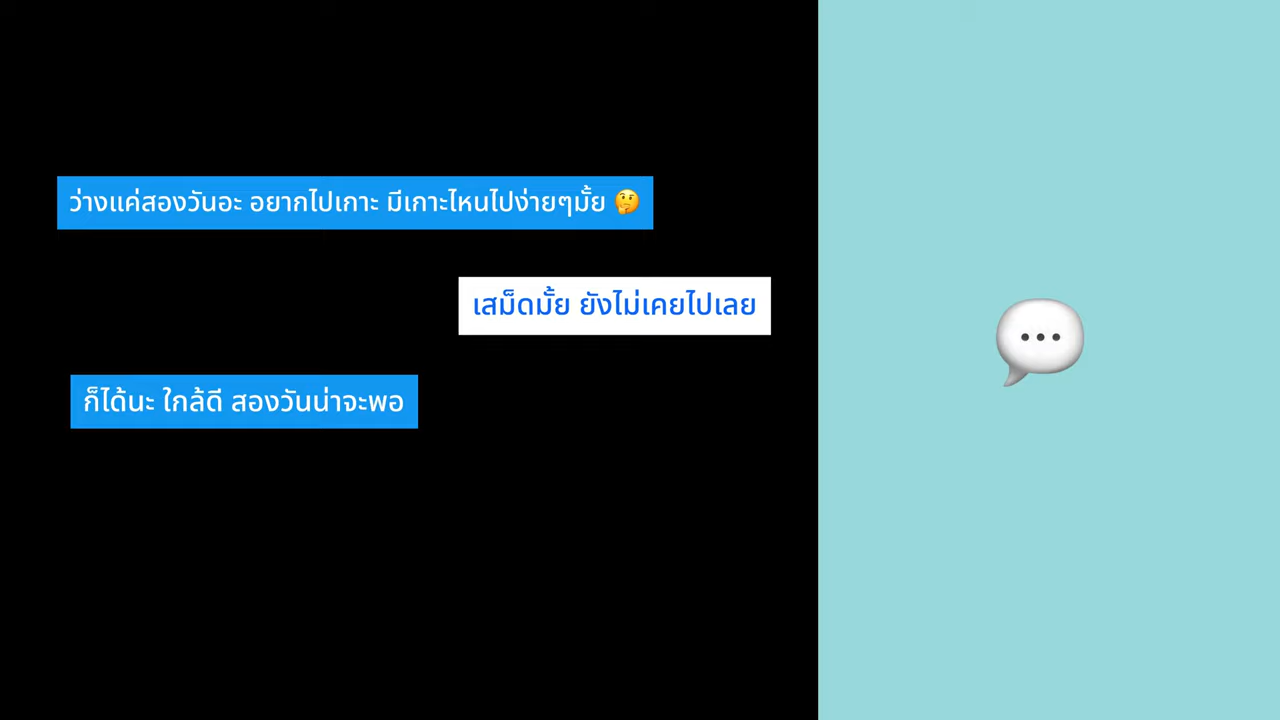 ว่างแค่สองวันอะ อยากไปเกาะ มีเกาะไหนไปง่ายๆมั้ย 🤔
เสม็ดมั้ย ยังไม่เคยไปเลย
ก็ได้นะ ใกล้ดี สองวันน่าจะพอ